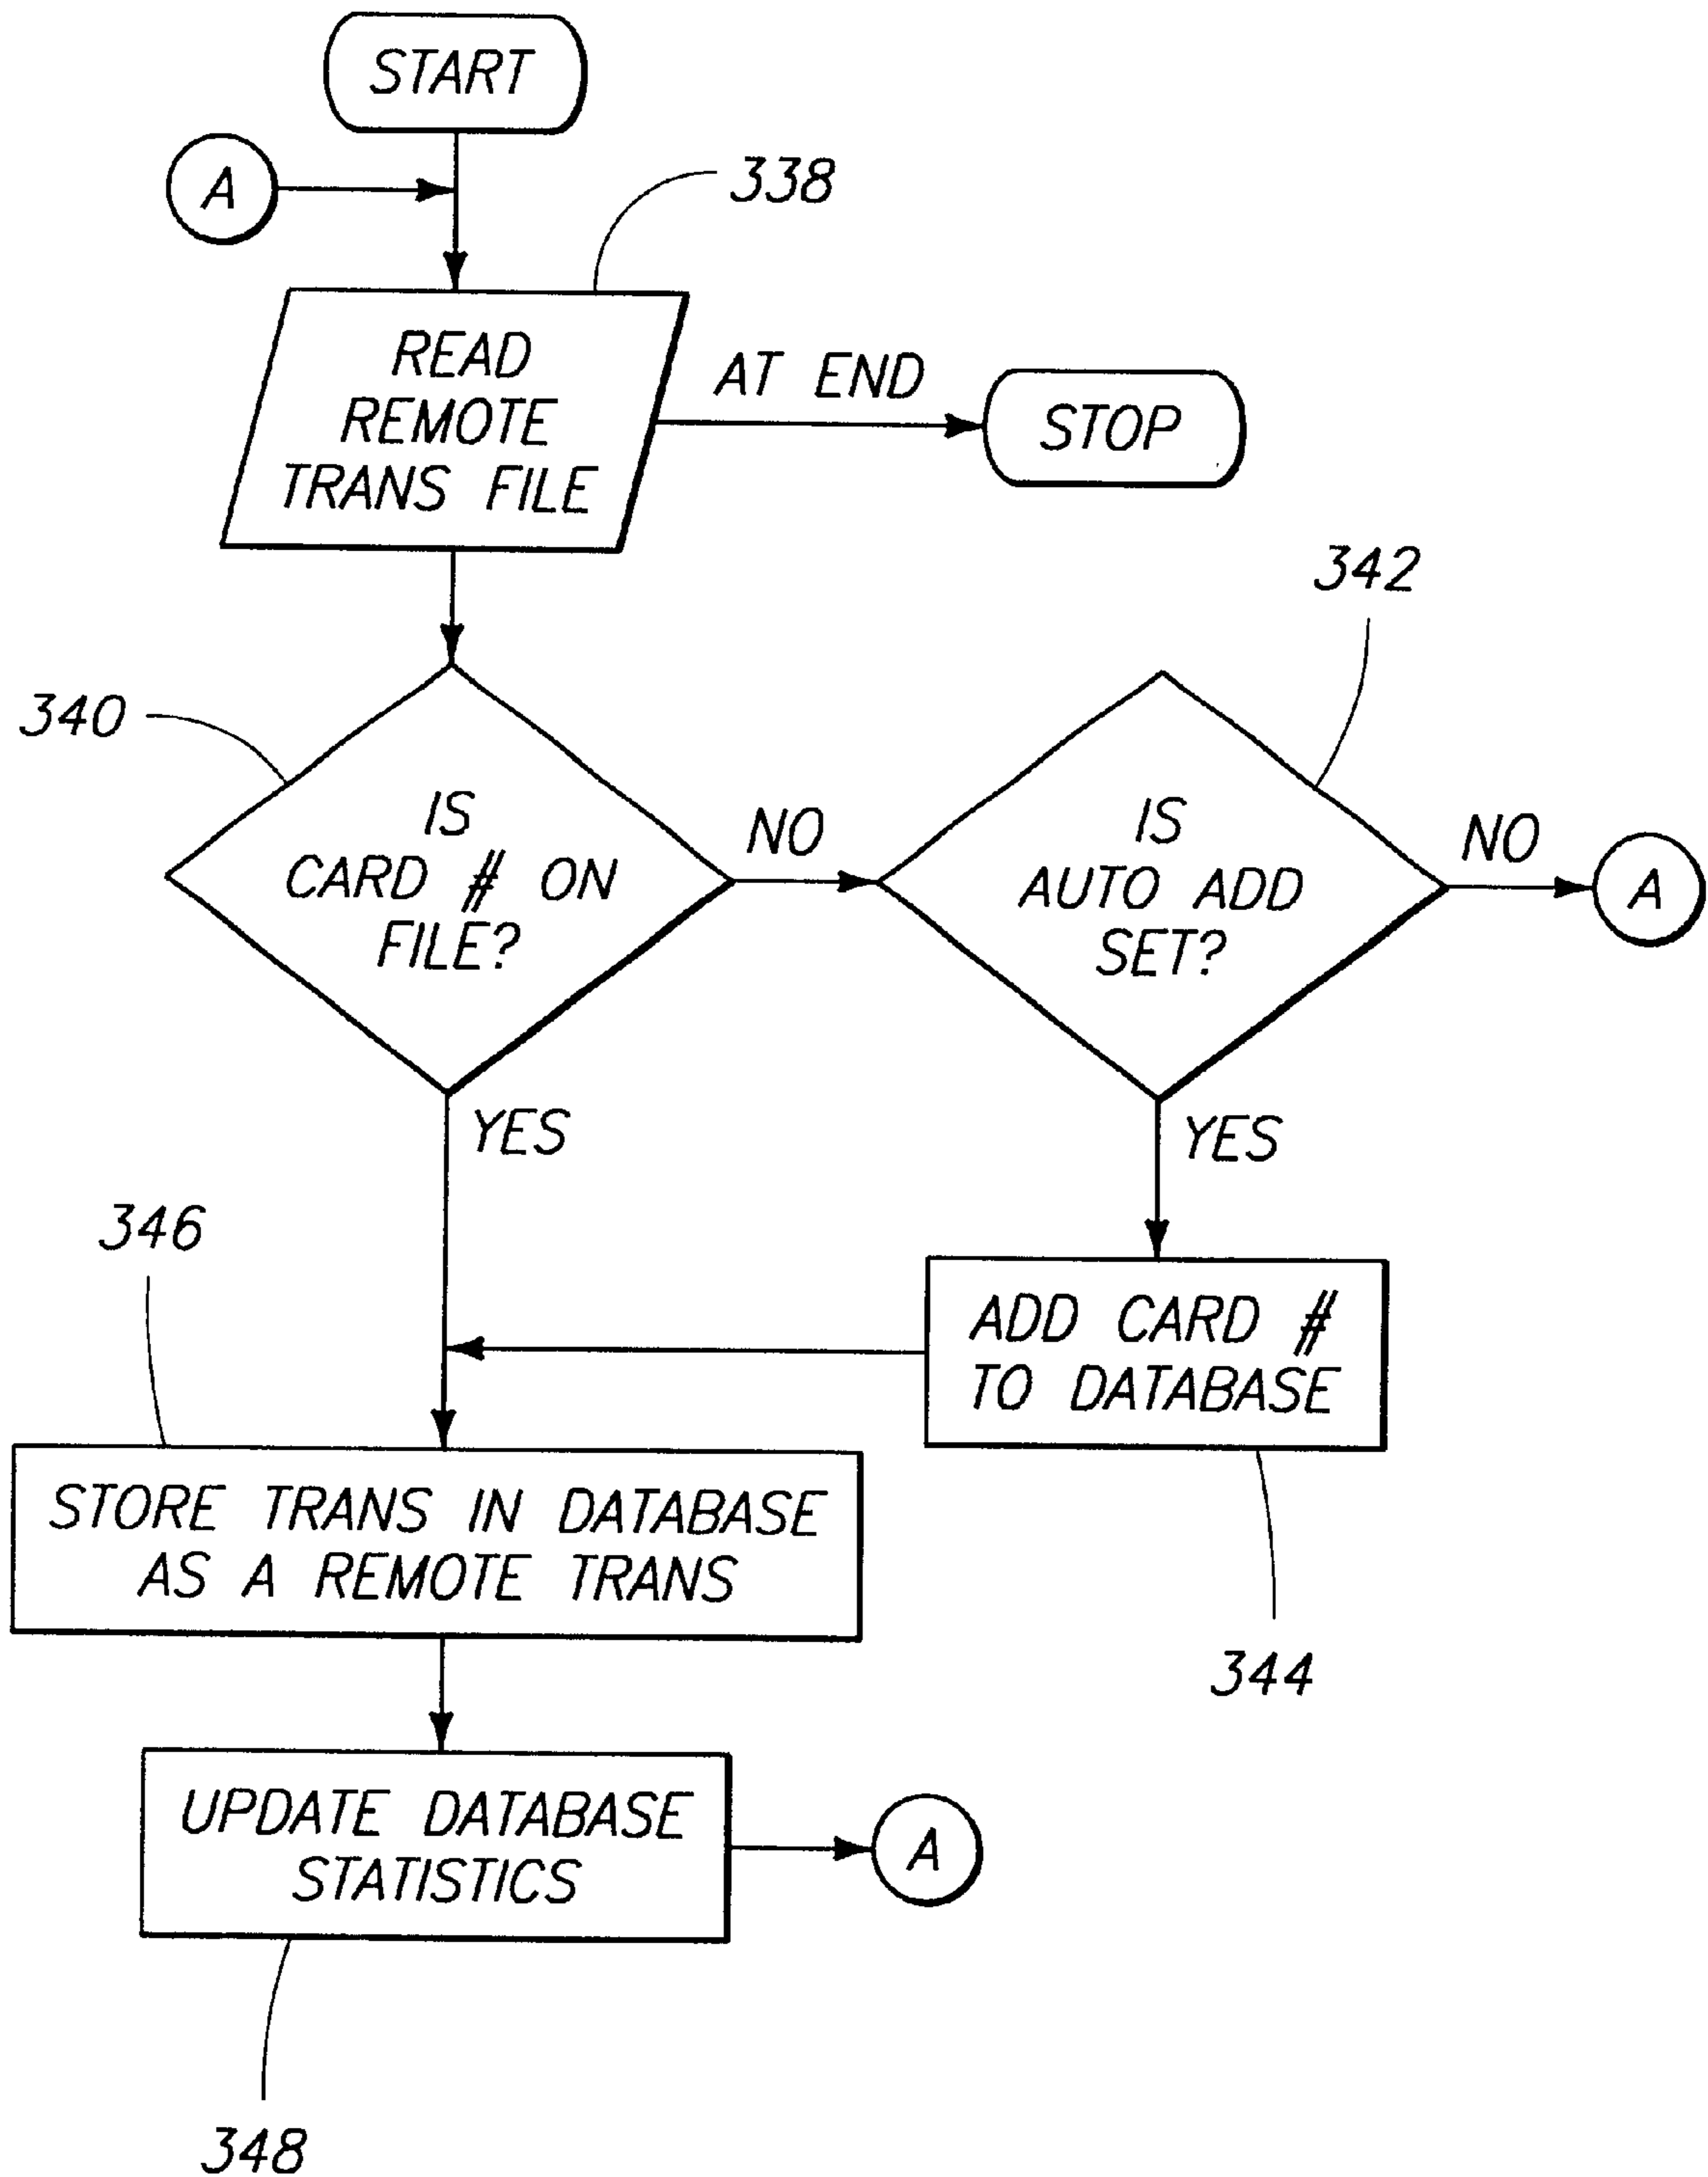 START
A
338
READ
REMOTE
TRANS FILE
AT END
STOP
342
340
IS
CARD # ON
FILE?
NO
IS
AUTO ADD
SET?
NO
A
YES
YES
346
ADD CARD #
TO DATABASE
STORE TRANS IN DATABASE
AS A REMOTE TRANS
344
UPDATE DATABASE
STATISTICS
A
348